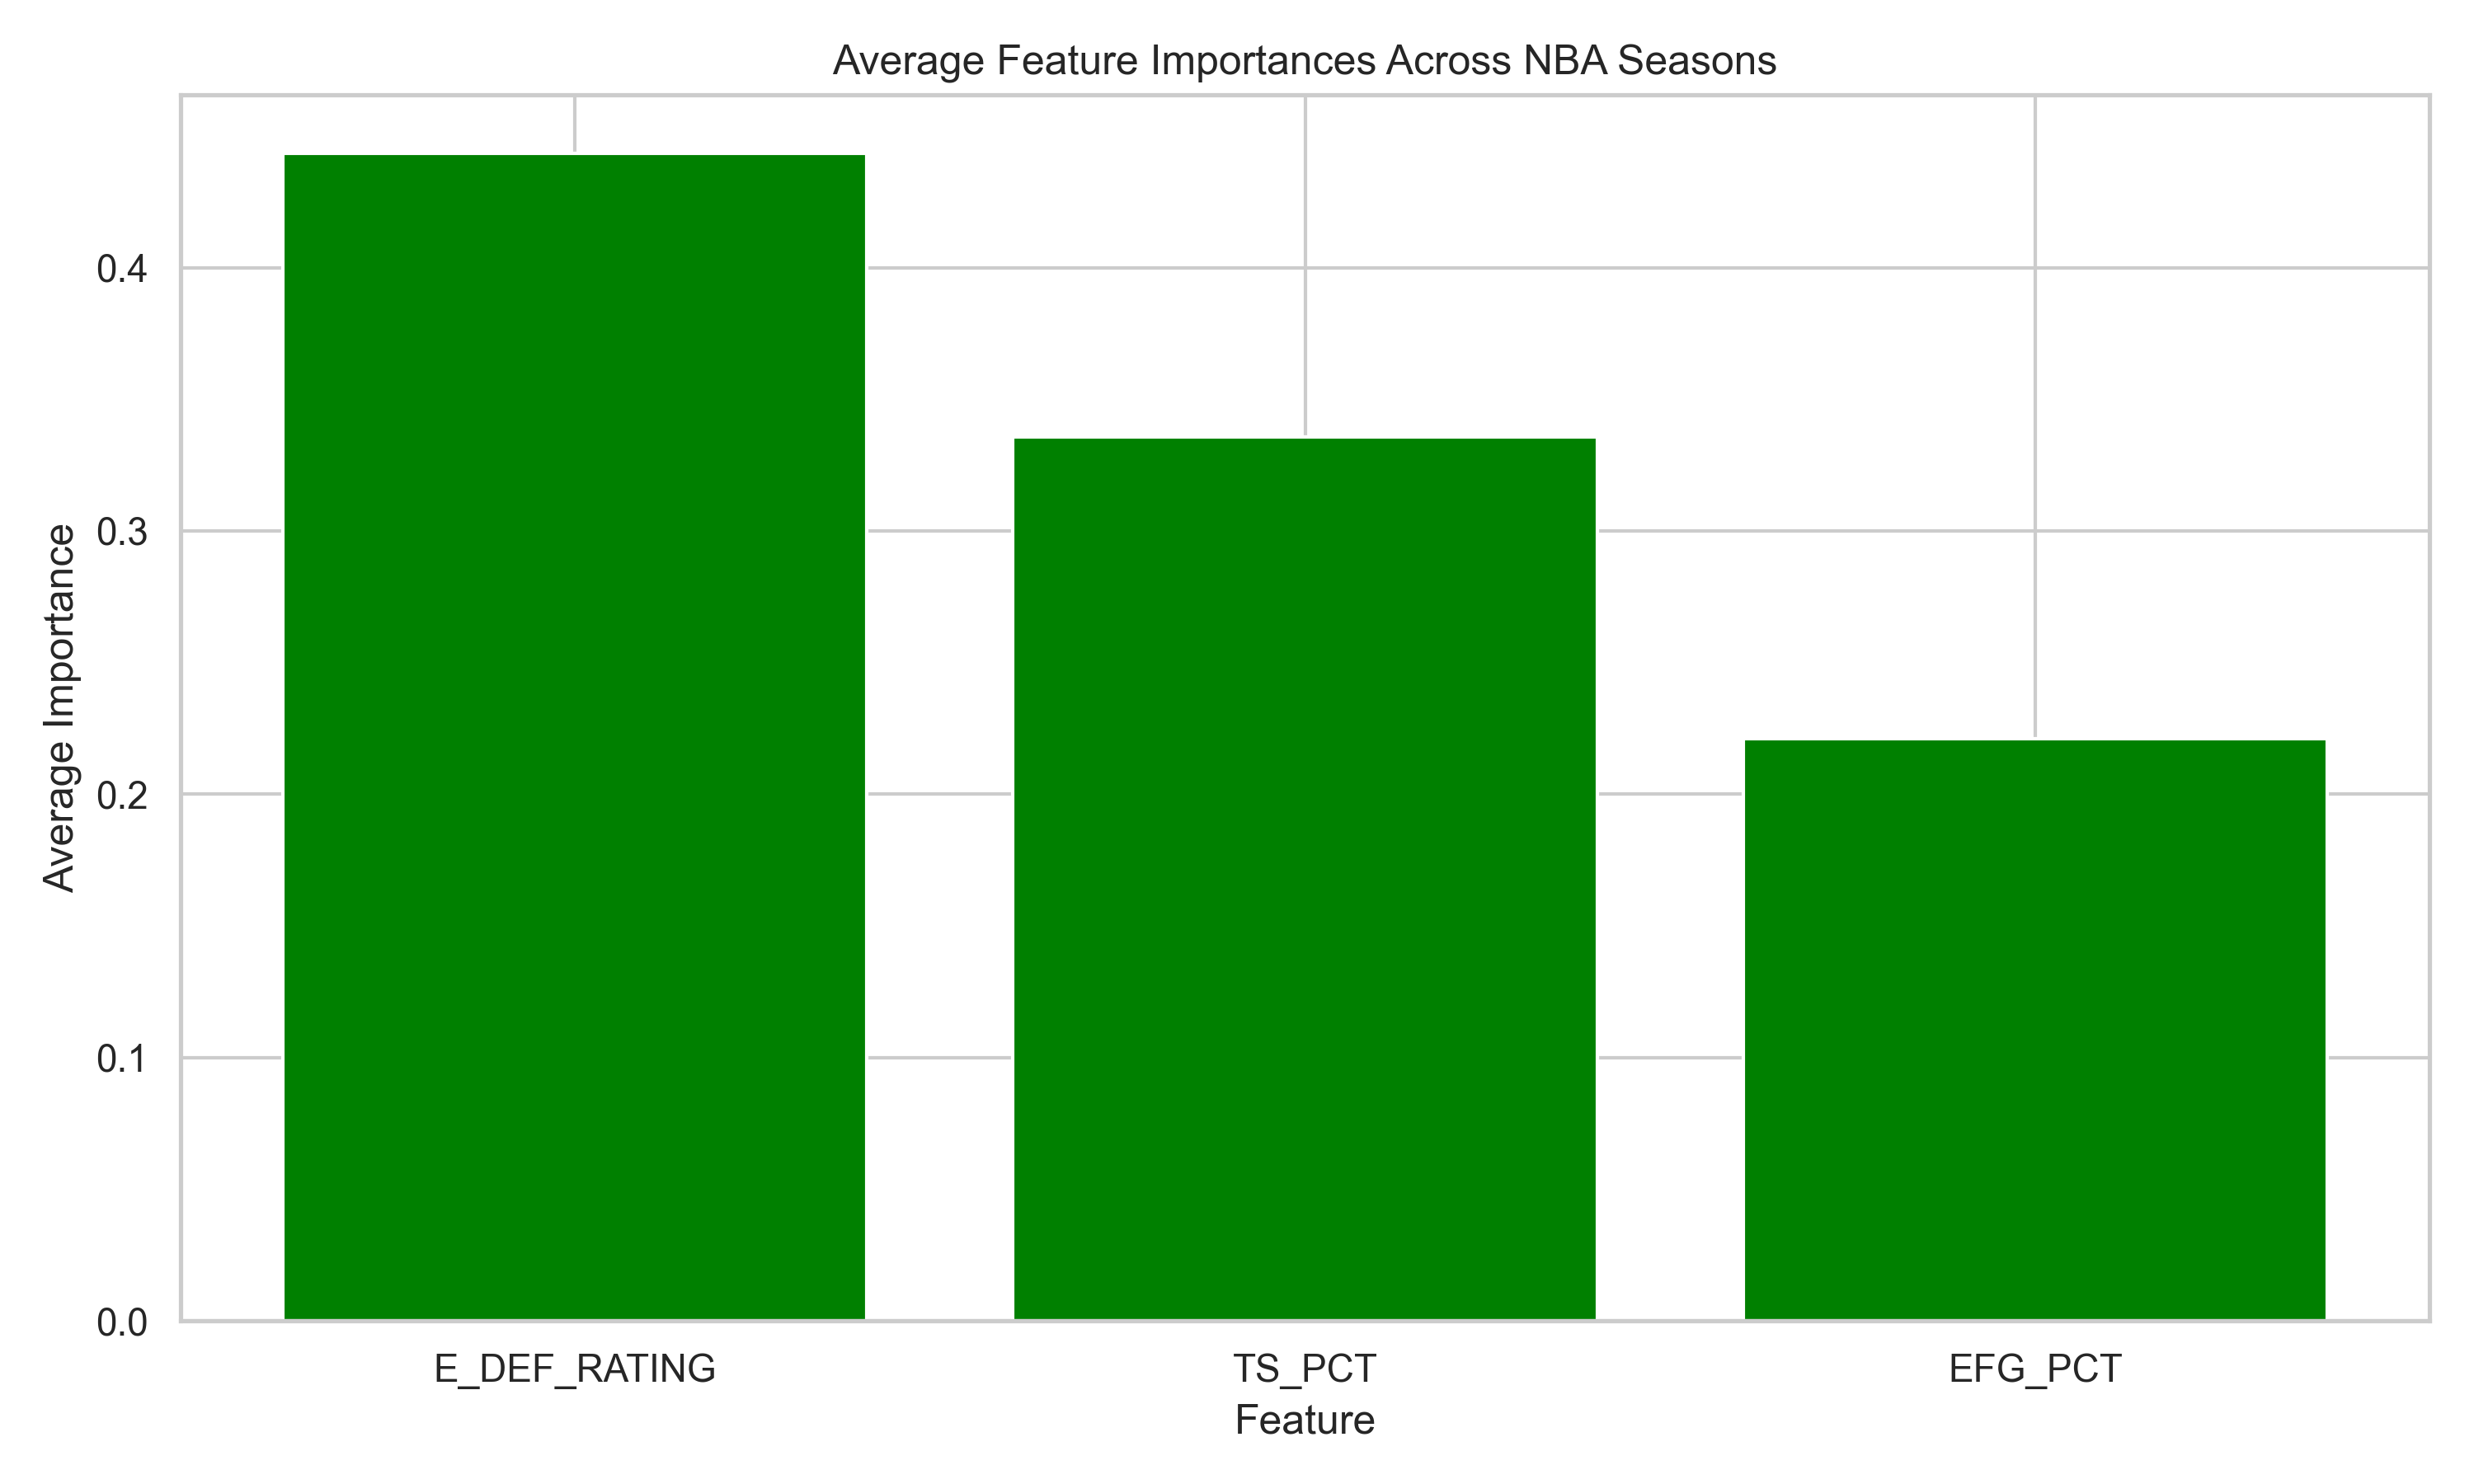 Average Feature Importances Across NBA Seasons
Average Importance
0.4
0.3
0.2
0.1
0.0
E_DEF_RATING
TS_PCT
EFG_PCT
Feature